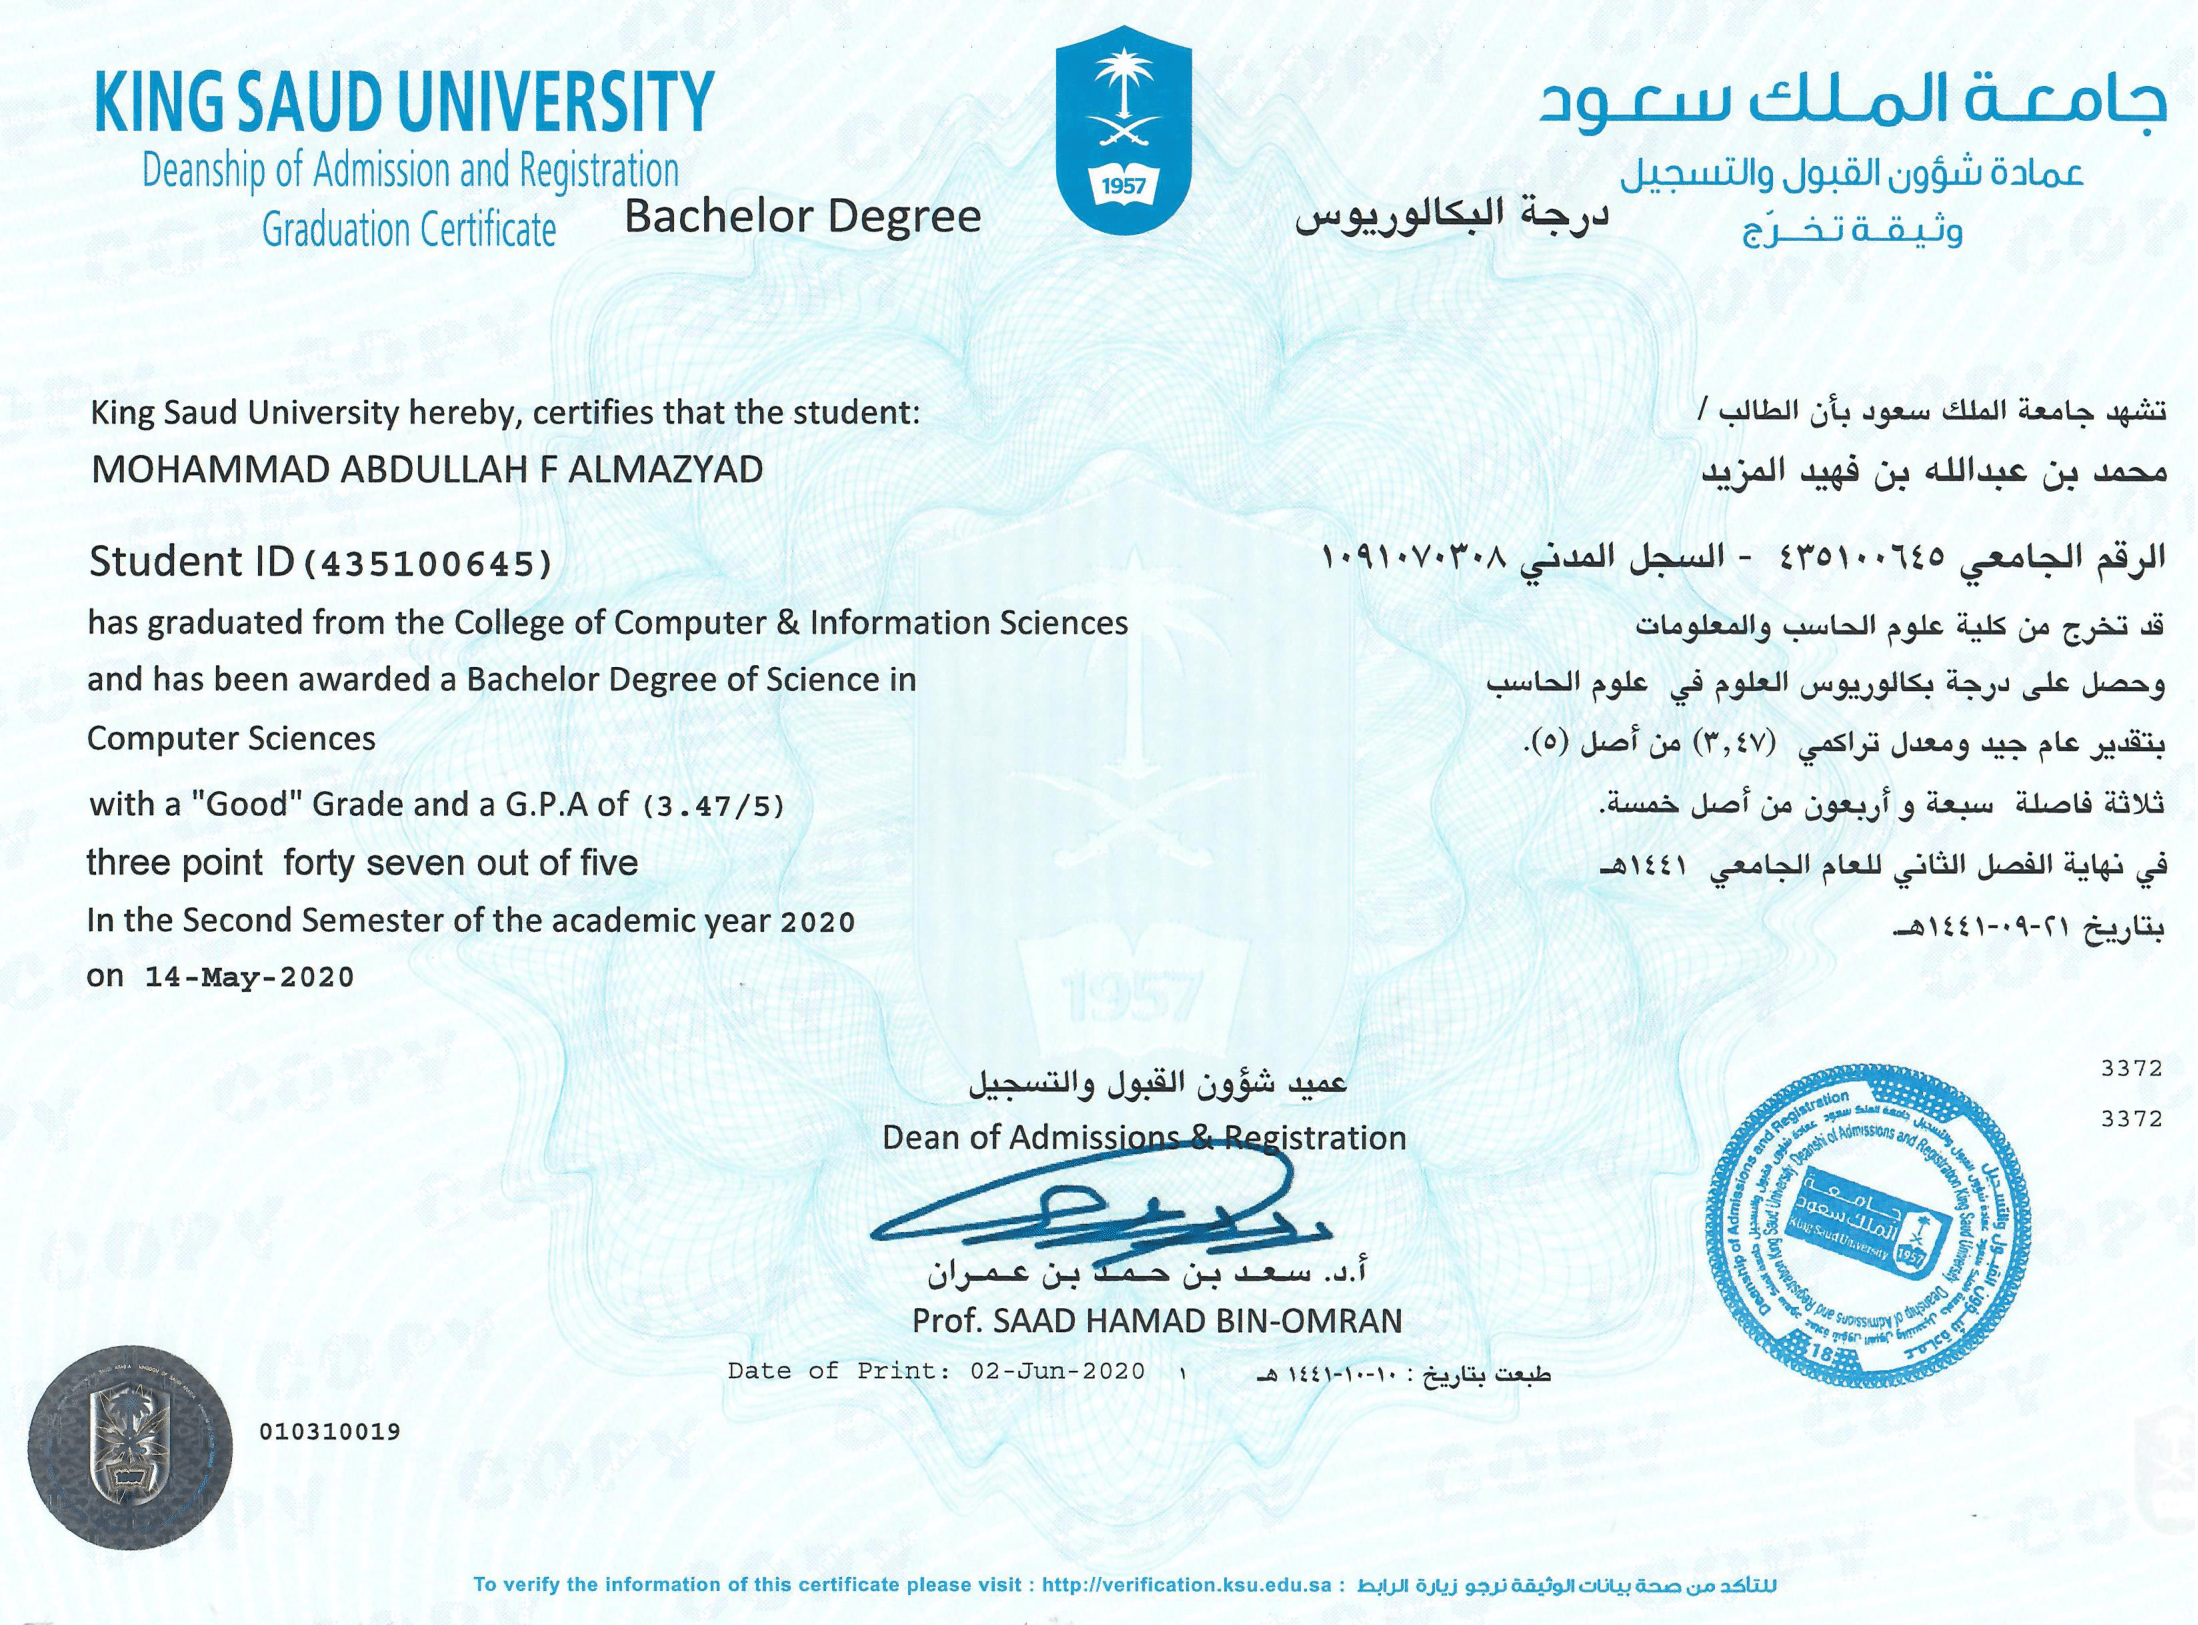 KING SAUD UNIVERSITY
Deanship of Admission and Registration
Graduation Certificate
Bachelor Degree
1957
جامعة الملك سعود
عمادة شؤون القبول والتسجيل
وثيقة تخرّج
درجة البكالوريوس
King Saud University hereby, certifies that the student:
MOHAMMAD ABDULLAH F ALMAZYAD
Student ID (435100645)
has graduated from the College of Computer & Information Sciences
and has been awarded a Bachelor Degree of Science in
Computer Sciences
with a "Good" Grade and a G.P.A of (3.47/5)
three point forty seven out of five
In the Second Semester of the academic year 2020
on 14-May-2020
تشهد جامعة الملك سعود بأن الطالب /
محمد بن عبدالله بن فهيد المزيد
الرقم الجامعي ٤٣٥١٠٠٦٤٥ - السجل المدني ١٠٩١٠٧٠٣٠٨
قد تخرج من كلية علوم الحاسب والمعلومات
وحصل على درجة بكالوريوس العلوم في علوم الحاسب
بتقدير عام جيد ومعدل تراكمي (٣,٤٧) من أصل (٥).
ثلاثة فاصلة سبعة و أربعون من أصل خمسة.
في نهاية الفصل الثاني للعام الجامعي ١٤٤١هـ
بتاريخ ٢١-٠٩-١٤٤١هـ
1957
3372
3372
عميد شؤون القبول والتسجيل
Dean of Admissions & Registration
أ.د. سعد بن حمد بن عمران
Prof. SAAD HAMAD BIN-OMRAN
Date of Print: 02-Jun-2020 ١ طبعت بتاريخ : ١٠-١٠-١٤٤١ هـ
Deanship of Admissions and Registration
جامعة
الملك سعود
King Saud University
1957
18
010310019
To verify the information of this certificate please visit : http://verification.ksu.edu.sa : للتأكد من صحة بيانات الوثيقة نرجو زيارة الرابط